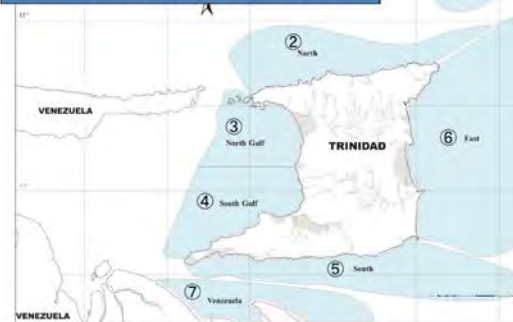 ②
North
VENEZUELA
③
North Gulf
TRINIDAD
⑥ East
④ South Gulf
⑤ South
⑦ Venezuela
VENEZUELA